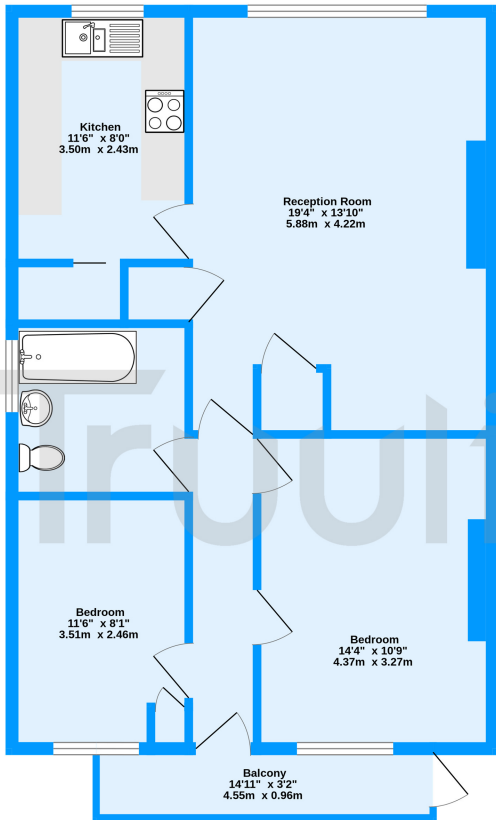 Kitchen
11'6" x 8'0"
3.50m x 2.43m
Reception Room
19'4" x 13'10"
5.88m x 4.22m
Bedroom
11'6" x 8'1"
3.51m x 2.46m
Bedroom
14'4" x 10'9"
4.37m x 3.27m
Balcony
14'11" x 3'2"
4.55m x 0.96m